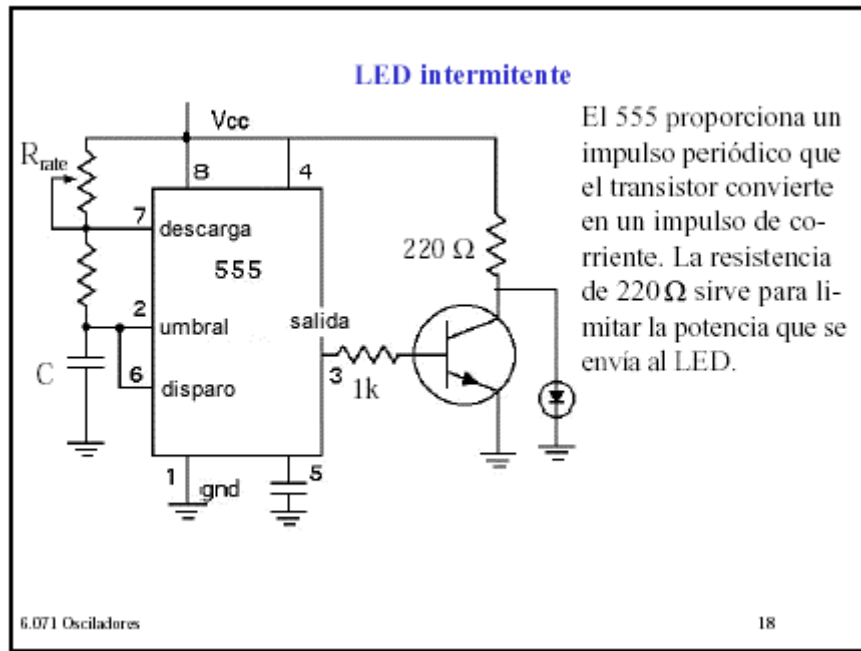 LED intermitente
El 555 proporciona un
impulso periódico que
el transistor convierte
en un impulso de co-
rriente. La resistencia
de 220Ω sirve para li-
mitar la potencia que se
envía al LED.
Vcc
Rrate
8
4
7
descarga
555
220 Ω
2
umbral
salida
3
1k
C
6
disparo
1
gnd
5
6.071 Osciladores
18